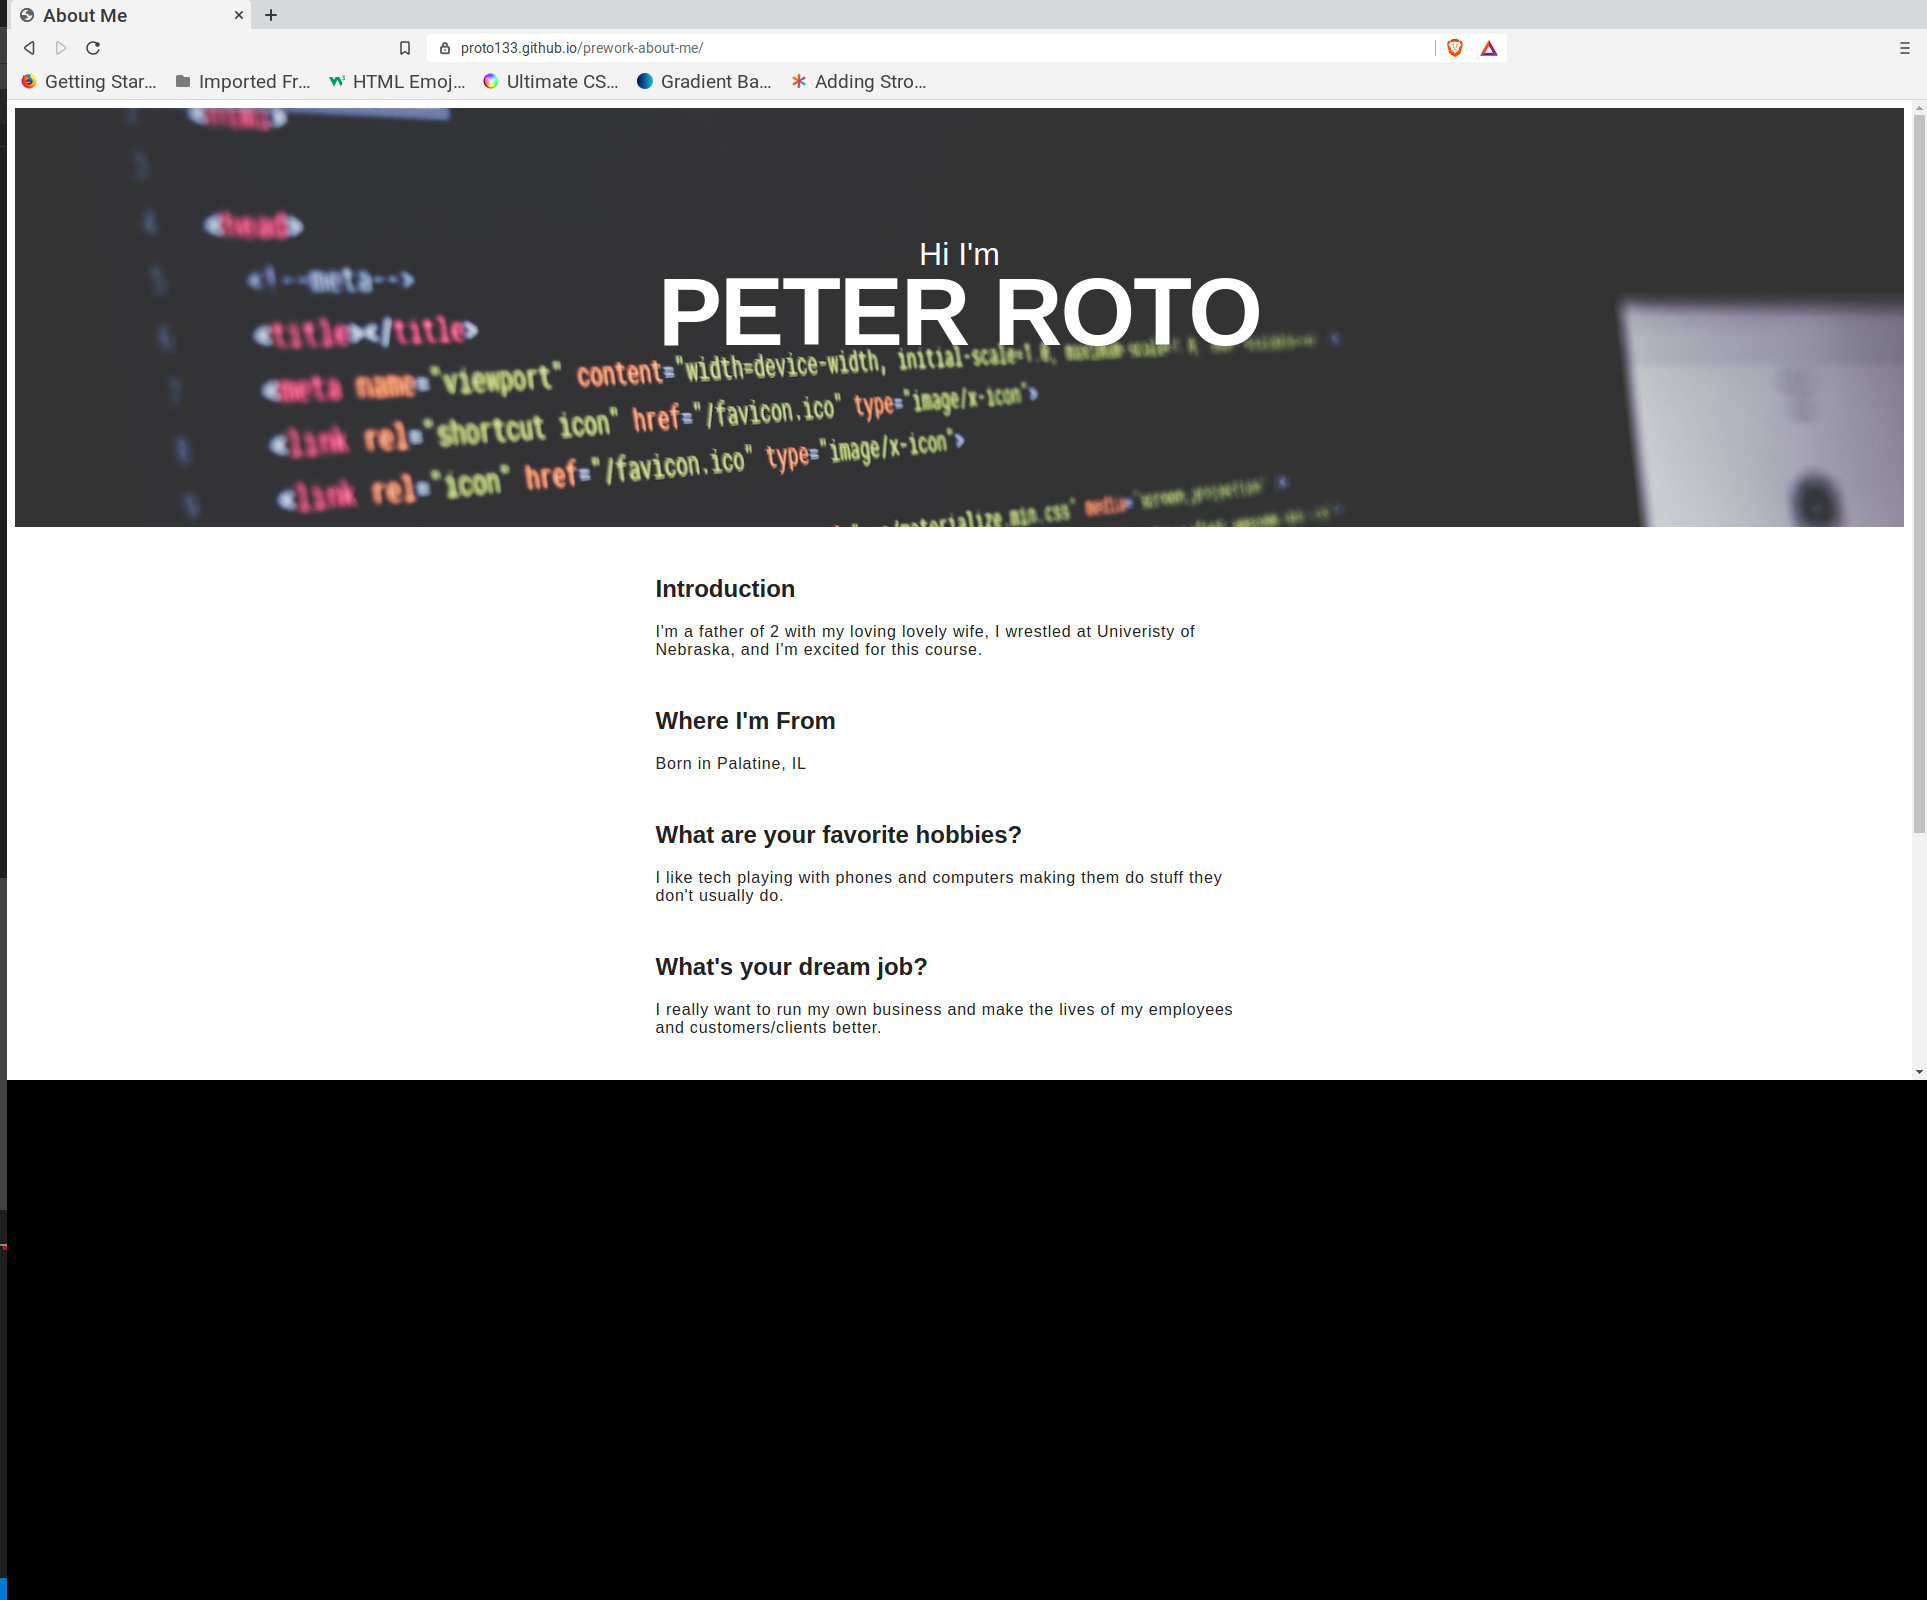 About Me
proto133.github.io/prework-about-me/
Getting Star... Imported Fr... HTML Emoj... Ultimate CS... Gradient Ba... Adding Stro...
<head>
<!--meta-->
Hi I'm
PETER ROTO
<title></title>
<meta name="viewport" content="width=device-width, initial-scale=1.0,
<link rel="shortcut icon" href="/favicon.ico" type="image/x-icon">
<link rel="icon" href="/favicon.ico" type="image/x-icon">
materialize.min.css" media="screen,projection"
Introduction
I'm a father of 2 with my loving lovely wife, I wrestled at Univeristy of
Nebraska, and I'm excited for this course.
Where I'm From
Born in Palatine, IL
What are your favorite hobbies?
I like tech playing with phones and computers making them do stuff they
don't usually do.
What's your dream job?
I really want to run my own business and make the lives of my employees
and customers/clients better.